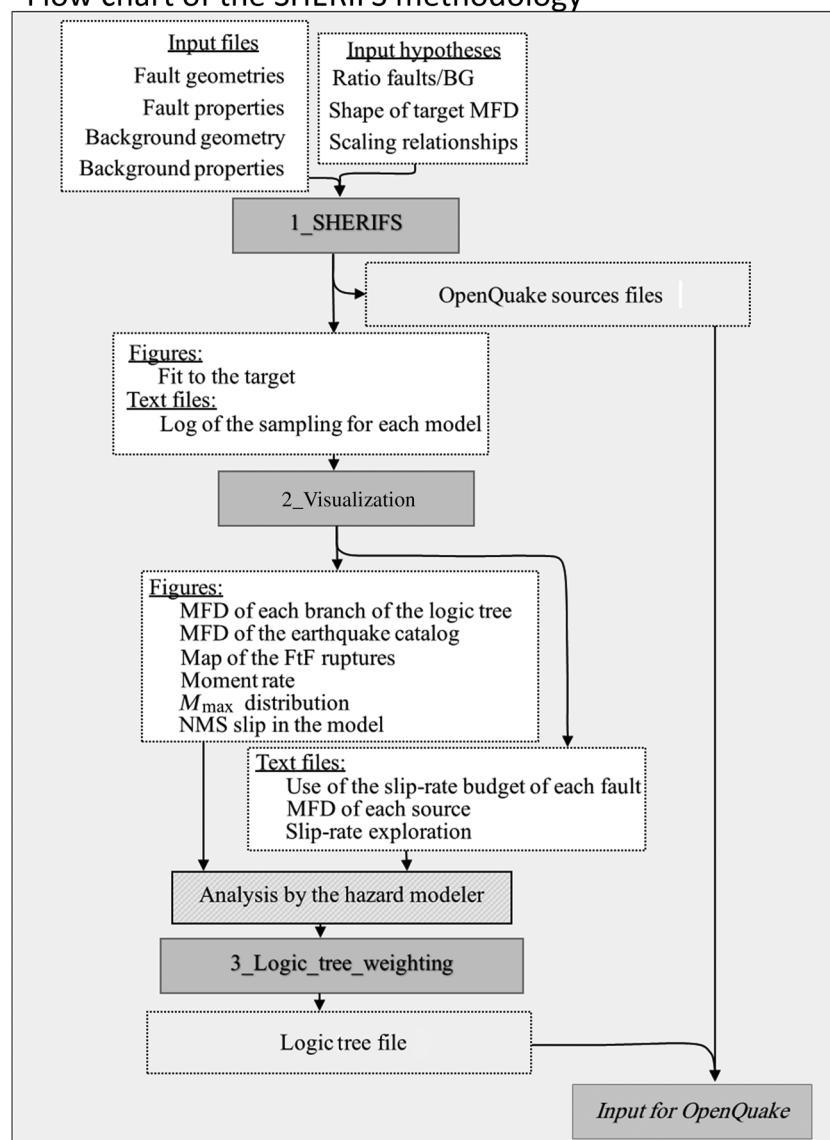 Flow chart of the SHERIFS methodology
Input files
Fault geometries
Fault properties
Background geometry
Background properties
Input hypotheses
Ratio faults/BG
Shape of target MFD
Scaling relationships
1_SHERIFS
OpenQuake sources files
Figures:
Fit to the target
Text files:
Log of the sampling for each model
2_Visualization
Figures:
MFD of each branch of the logic tree
MFD of the earthquake catalog
Map of the FtF ruptures
Moment rate
Mmax distribution
NMS slip in the model
Text files:
Use of the slip-rate budget of each fault
MFD of each source
Slip-rate exploration
Analysis by the hazard modeler
3_Logic_tree_weighting
Logic tree file
Input for OpenQuake